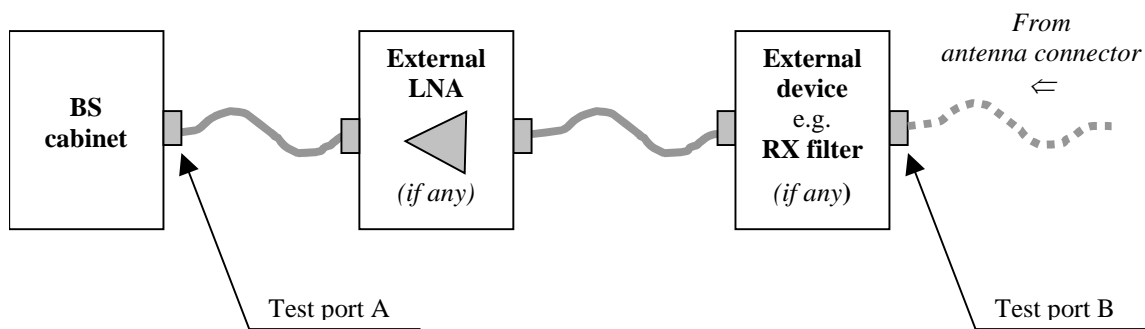 BS
cabinet
External
LNA
(if any)
External
device
e.g.
RX filter
(if any)
From
antenna connector
⇐
Test port A
Test port B